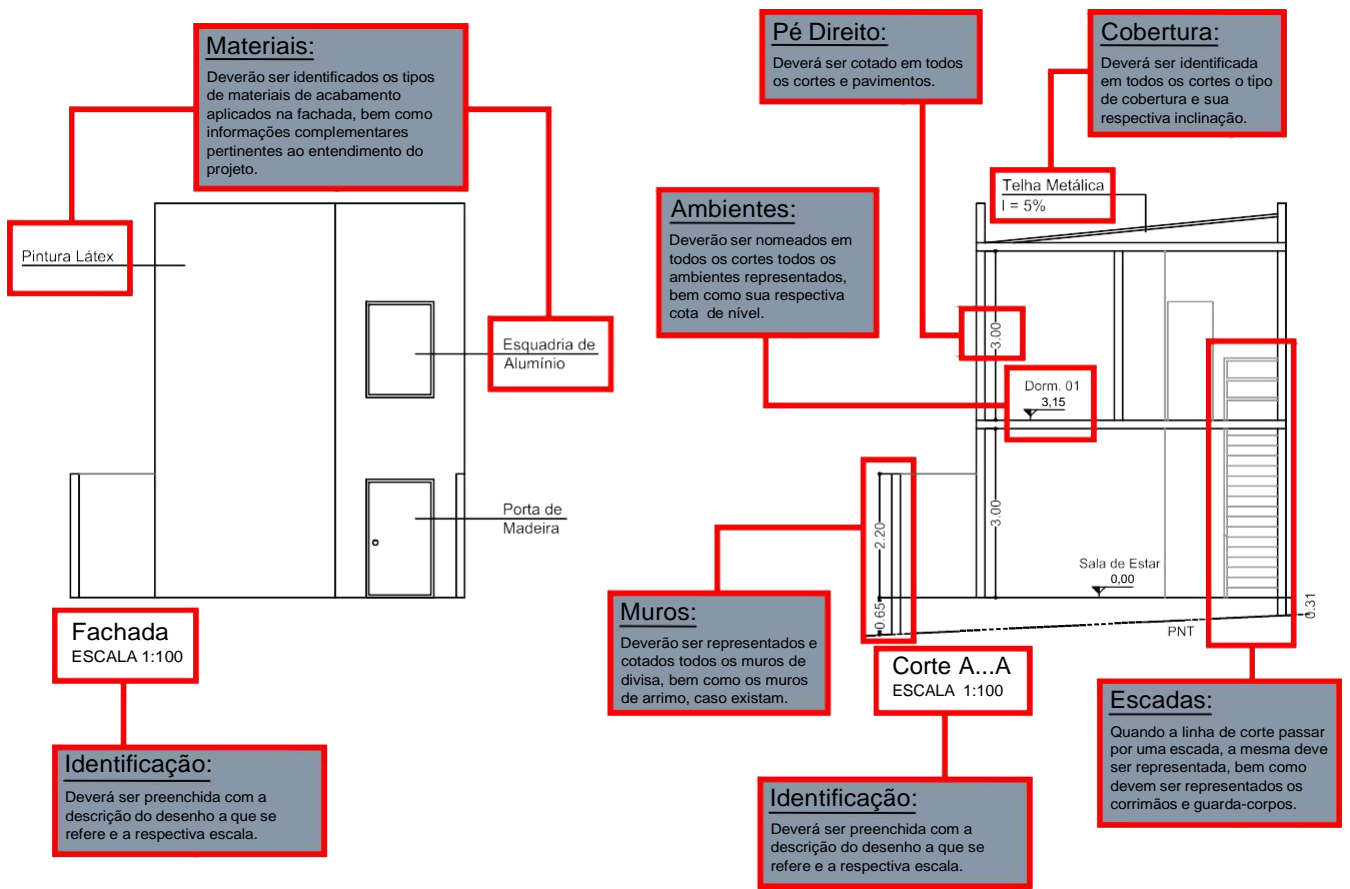 Materiais:
Deverão ser identificados os tipos
de materiais de acabamento
aplicados na fachada, bem como
informações complementares
pertinentes ao entendimento do
projeto.
Pintura Látex
Esquadria de
Alumínio
Porta de
Madeira
Fachada
ESCALA 1:100
Identificação:
Deverá ser preenchida com a
descrição do desenho a que se
refere e a respectiva escala.
Pé Direito:
Deverá ser cotado em todos
os cortes e pavimentos.
Cobertura:
Deverá ser identificada
em todos os cortes o tipo
de cobertura e sua
respectiva inclinação.
Telha Metálica
I = 5%
Ambientes:
Deverão ser nomeados em
todos os cortes todos os
ambientes representados,
bem como sua respectiva
cota de nível.
3.00
Dorm. 01
3,15
3.00
2.20
Sala de Estar
0,00
0.65
0.31
PNT
Muros:
Deverão ser representados e
cotados todos os muros de
divisa, bem como os muros
de arrimo, caso existam.
Corte A...A
ESCALA 1:100
Escadas:
Quando a linha de corte passar
por uma escada, a mesma deve
ser representada, bem como
devem ser representados os
corrimãos e guarda-corpos.
Identificação:
Deverá ser preenchida com a
descrição do desenho a que se
refere e a respectiva escala.